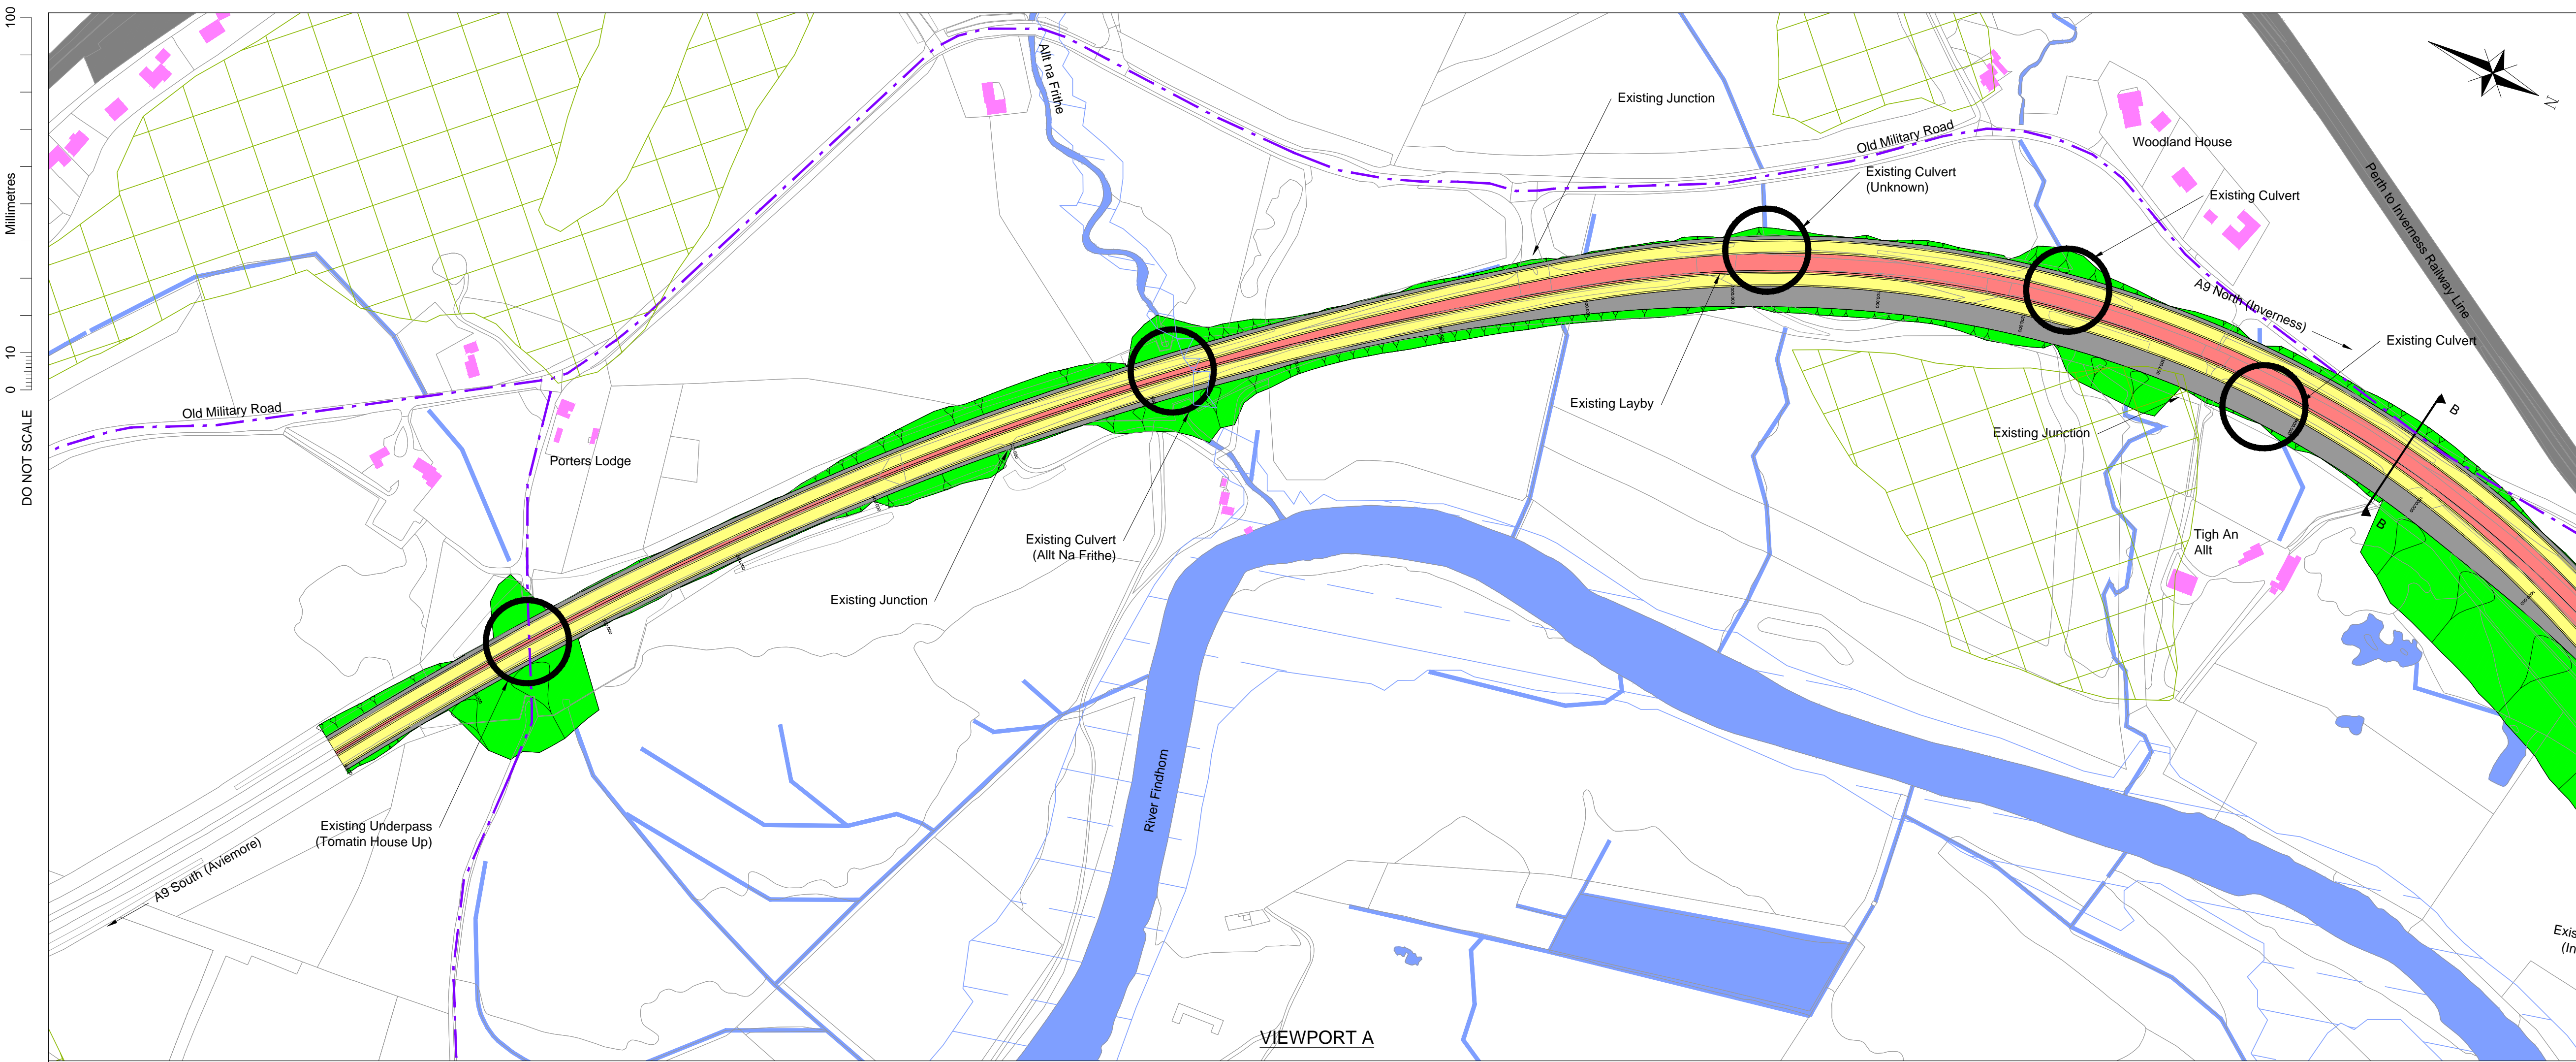 100
Millimetres
10
0
DO NOT SCALE
Allt na Frithe
Existing Junction
Old Military Road
Existing Culvert
(Unknown)
Woodland House
Existing Culvert
Perth to Inverness Railway Line
N
A9 North (Inverness)
Existing Culvert
Old Military Road
Porters Lodge
Existing Layby
Existing Junction
B
B
Existing Culvert
(Allt Na Frithe)
Tigh An
Allt
Existing Junction
Existing Underpass
(Tomatin House Up)
A9 South (Aviemore)
River Findhorn
Exis
(In
VIEWPORT A